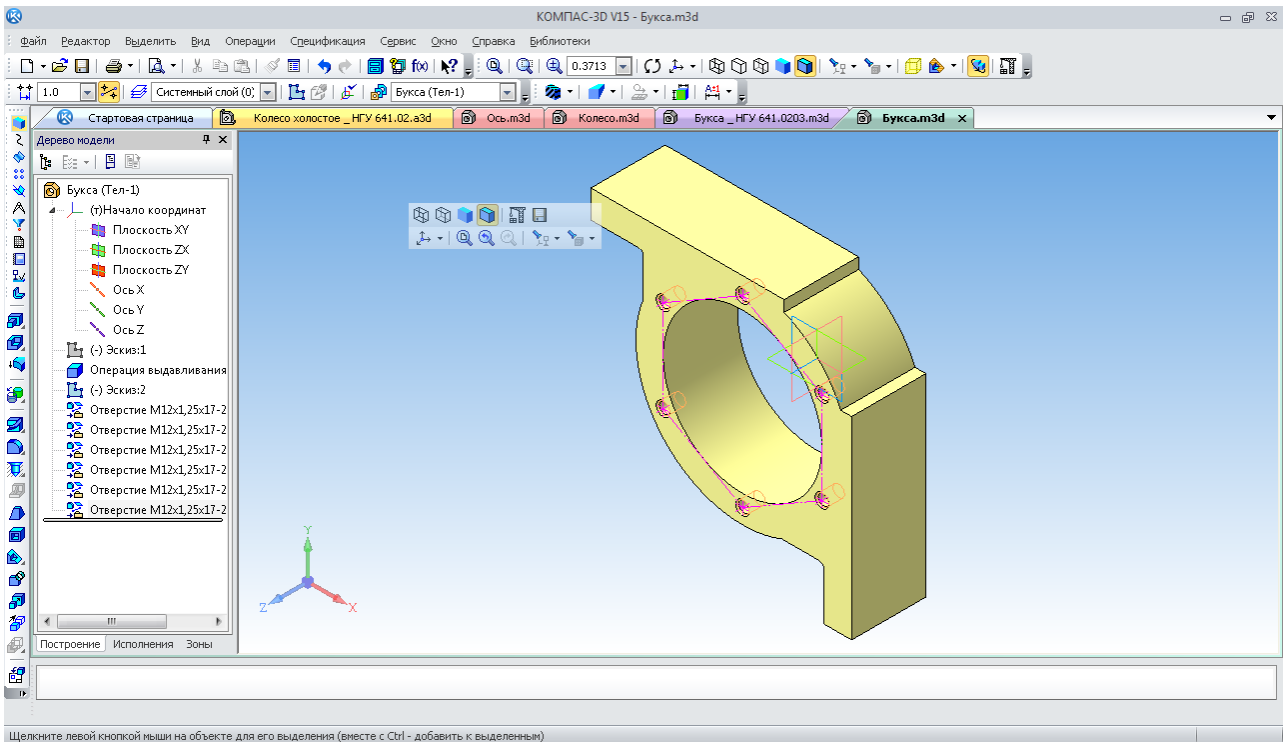 КОМПАС-3D V15 - Букса.m3d
Файл Редактор Выделить Вид Операции Спецификация Сервис Окно Справка Библиотеки
f(x) 0.3713
1.0 Системный слой (0) Букса (Тел-1)
Стартовая страница Колесо холостое _ НГУ 641.02.a3d Ось.m3d Колесо.m3d Букса _ НГУ 641.0203.m3d Букса.m3d
Дерево модели
Букса (Тел-1)
(т)Начало координат
Плоскость XY
Плоскость ZX
Плоскость ZY
Ось X
Ось Y
Ось Z
(-) Эскиз:1
Операция выдавливания
(-) Эскиз:2
Отверстие M12x1,25x17-2
Отверстие M12x1,25x17-2
Отверстие M12x1,25x17-2
Отверстие M12x1,25x17-2
Отверстие M12x1,25x17-2
Отверстие M12x1,25x17-2
Y
Z
X
Построение Исполнения Зоны
Щелкните левой кнопкой мыши на объекте для его выделения (вместе с Ctrl - добавить к выделенным)